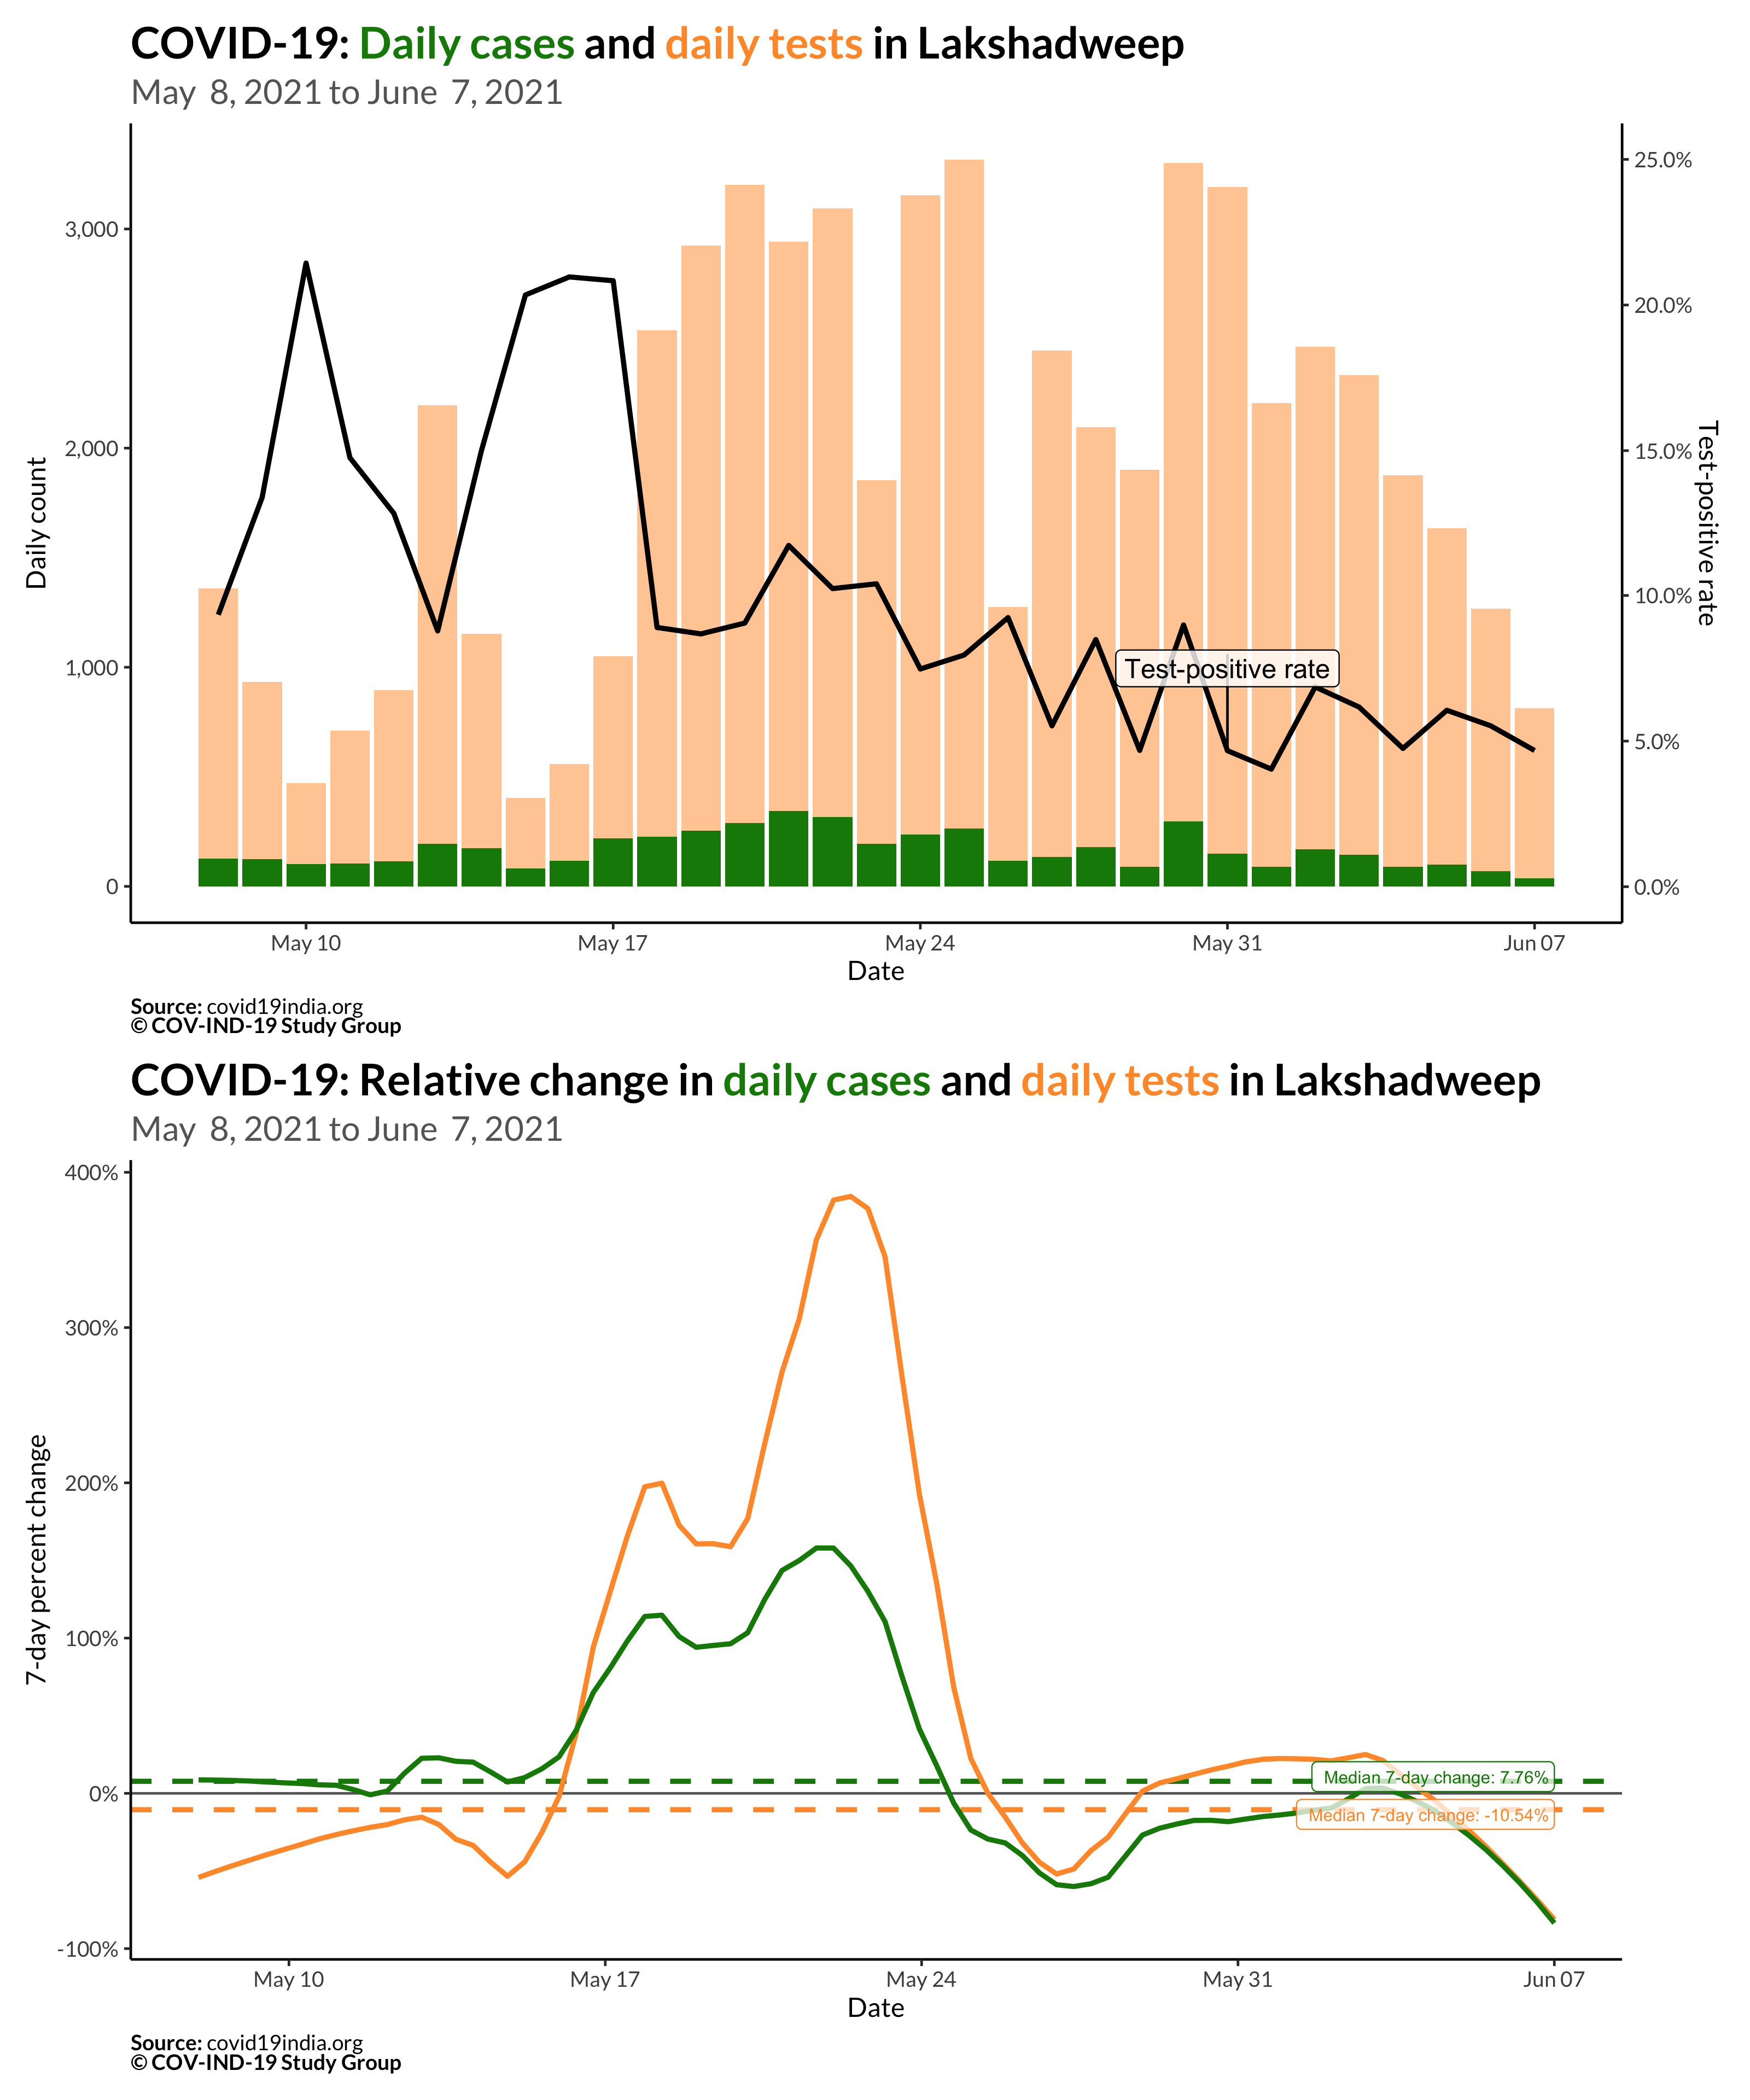 COVID-19: Daily cases and daily tests in Lakshadweep
May 8, 2021 to June 7, 2021
Daily count
3,000
2,000
1,000
0
25.0%
20.0%
15.0%
10.0%
5.0%
0.0%
Test-positive rate
Test-positive rate
May 10
May 17
May 24
May 31
Jun 07
Date
Source: covid19india.org
© COV-IND-19 Study Group
COVID-19: Relative change in daily cases and daily tests in Lakshadweep
May 8, 2021 to June 7, 2021
7-day percent change
400%
300%
200%
100%
0%
-100%
Median 7-day change: 7.76%
Median 7-day change: -10.54%
May 10
May 17
May 24
May 31
Jun 07
Date
Source: covid19india.org
© COV-IND-19 Study Group